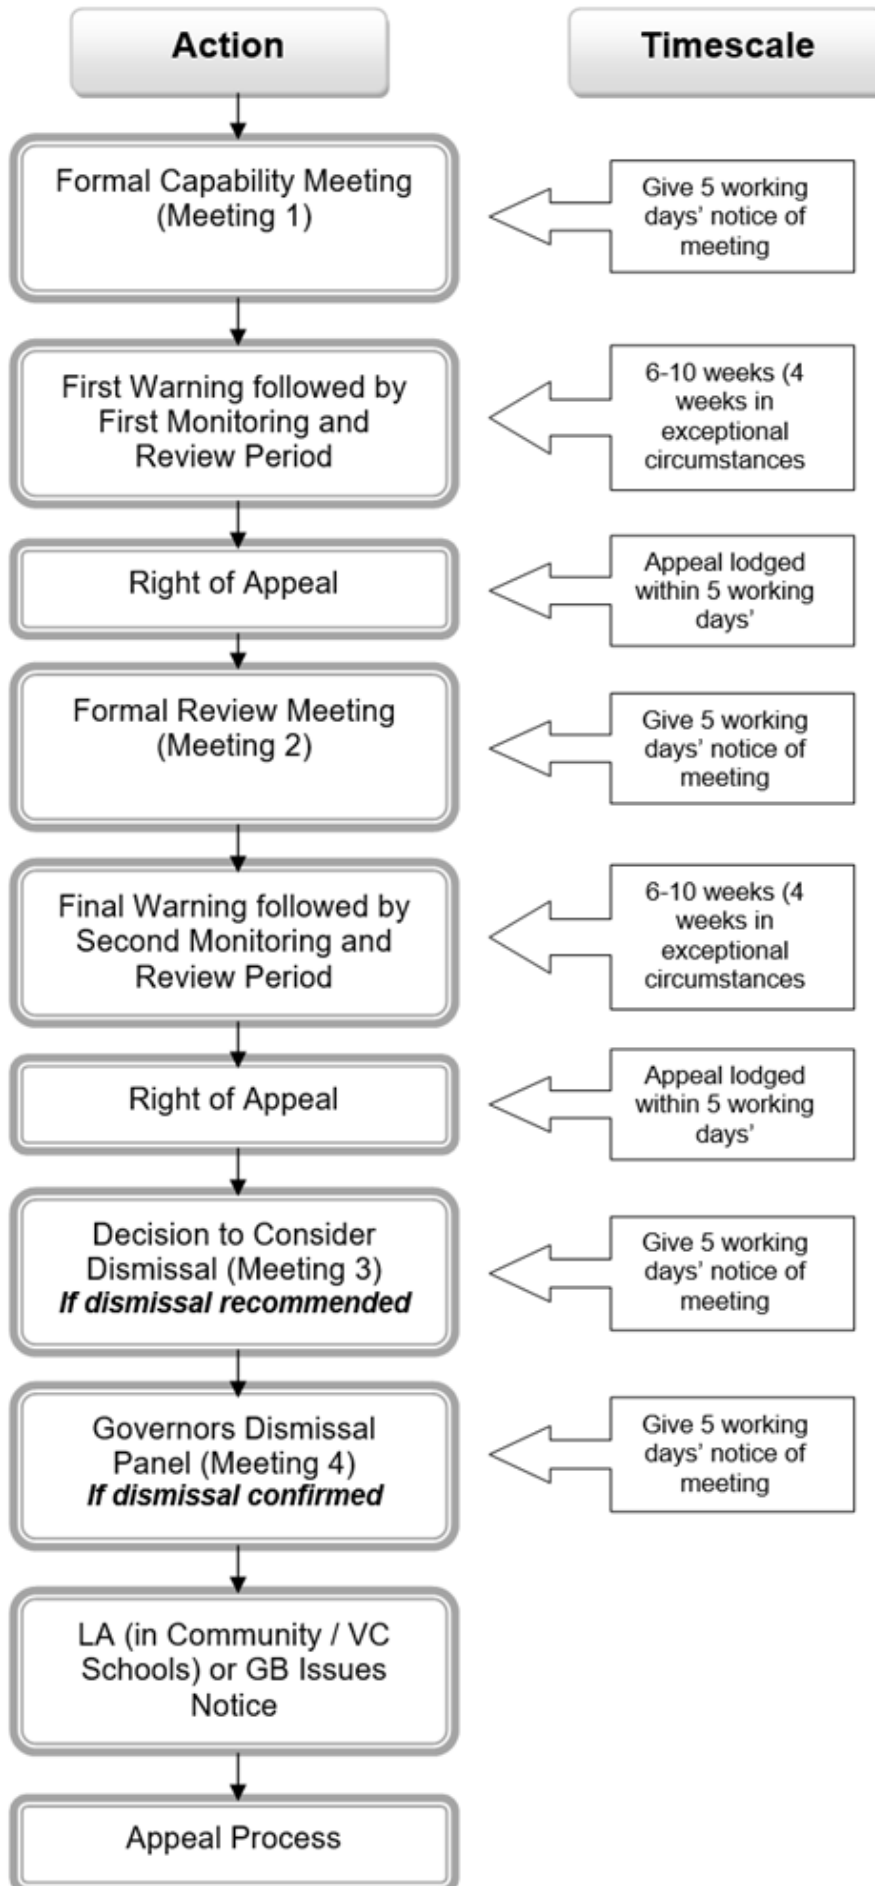 Action
Timescale
Formal Capability Meeting
(Meeting 1)
Give 5 working
days’ notice of
meeting
First Warning followed by
First Monitoring and
Review Period
6-10 weeks (4
weeks in
exceptional
circumstances
Right of Appeal
Appeal lodged
within 5 working
days’
Formal Review Meeting
(Meeting 2)
Give 5 working
days’ notice of
meeting
Final Warning followed by
Second Monitoring and
Review Period
6-10 weeks (4
weeks in
exceptional
circumstances
Right of Appeal
Appeal lodged
within 5 working
days’
Decision to Consider
Dismissal (Meeting 3)
If dismissal recommended
Give 5 working
days’ notice of
meeting
Governors Dismissal
Panel (Meeting 4)
If dismissal confirmed
Give 5 working
days’ notice of
meeting
LA (in Community / VC
Schools) or GB Issues
Notice
Appeal Process